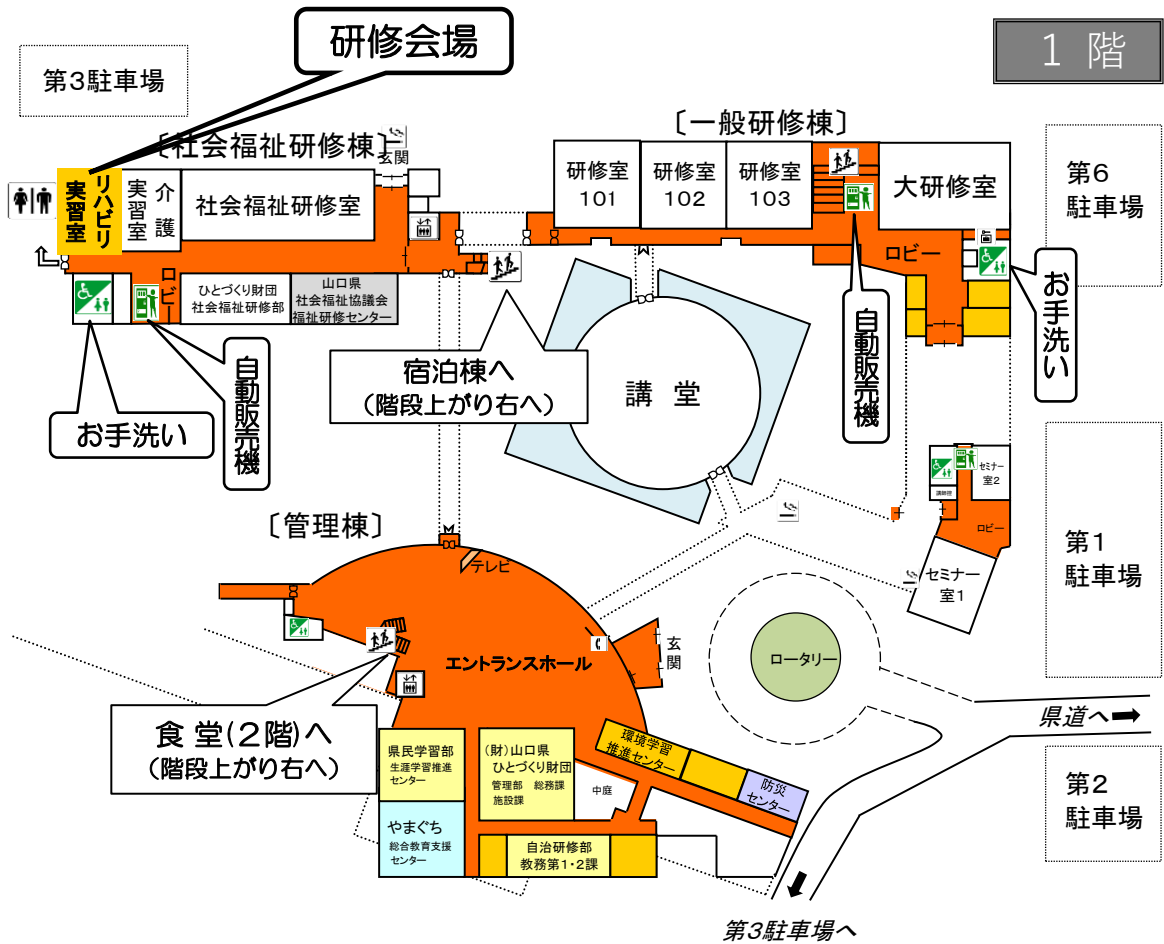 研修会場
1 階
第3駐車場
〔社会福祉研修棟〕
玄関
〔一般研修棟〕
リハビリ
実習室
介護
実習室
社会福祉研修室
研修室
101
研修室
102
研修室
103
大研修室
第6
駐車場
ロビー
ひとづくり財団
社会福祉研修部
山口県
社会福祉協議会
福祉研修センター
ロビー
お手洗い
自動販売機
お手洗い
自動販売機
宿泊棟へ
(階段上がり右へ)
講 堂
セミナー
室2
講師控
ロビー
セミナー
室1
第1
駐車場
〔管理棟〕
テレビ
エントランスホール
玄関
ロータリー
県道へ
食 堂(2階)へ
(階段上がり右へ)
県民学習部
生涯学習推進
センター
(財)山口県
ひとづくり財団
管理部 総務課
施設課
中庭
環境学習
推進センター
防災
センター
第2
駐車場
やまぐち
総合教育支援
センター
自治研修部
教務第1・2課
第3駐車場へ